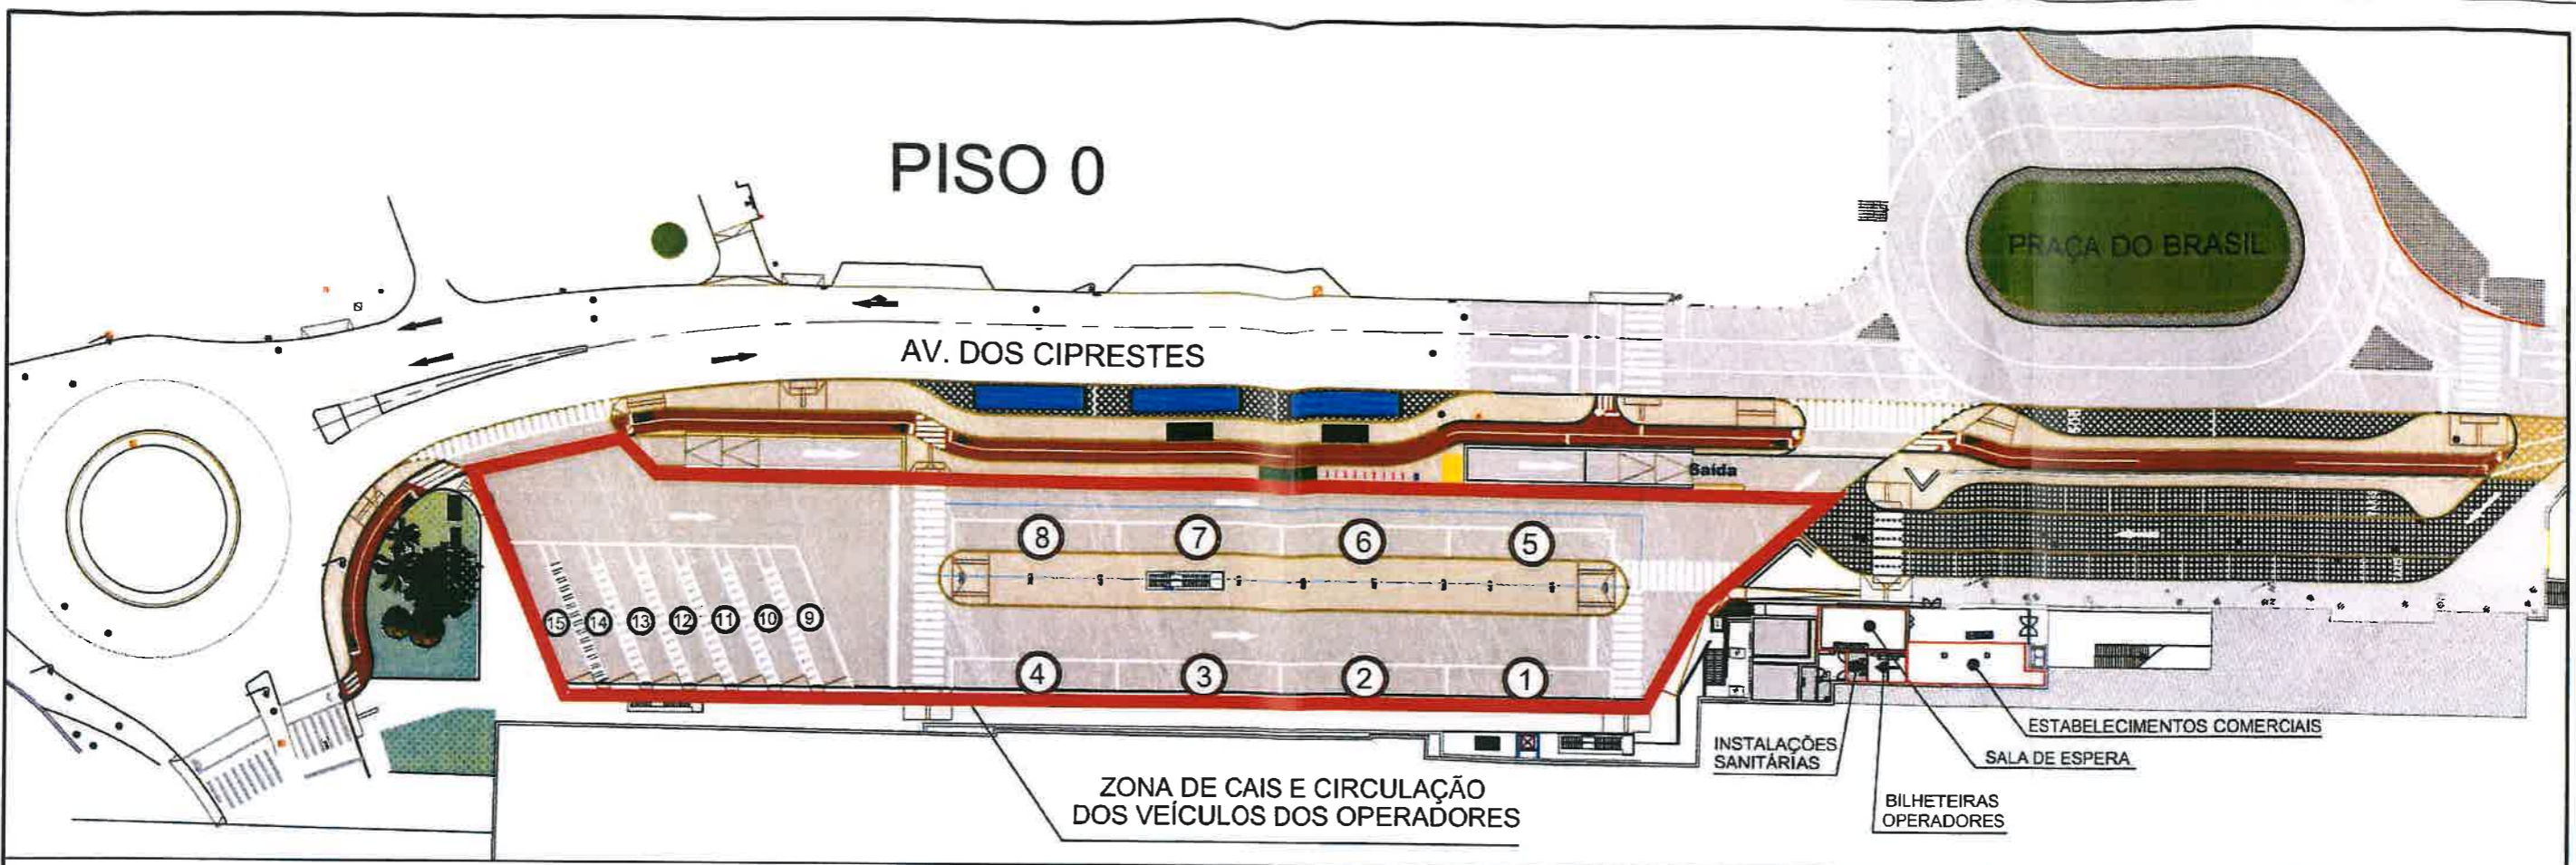 PISO 0
PRAÇA DO BRASIL
AV. DOS CIPRESTES
Saída
8
7
6
5
15
14
13
12
11
10
9
4
3
2
1
ESTABELECIMENTOS COMERCIAIS
INSTALAÇÕES
SANITÁRIAS
SALA DE ESPERA
ZONA DE CAIS E CIRCULAÇÃO
DOS VEÍCULOS DOS OPERADORES
BILHETEIRAS
OPERADORES